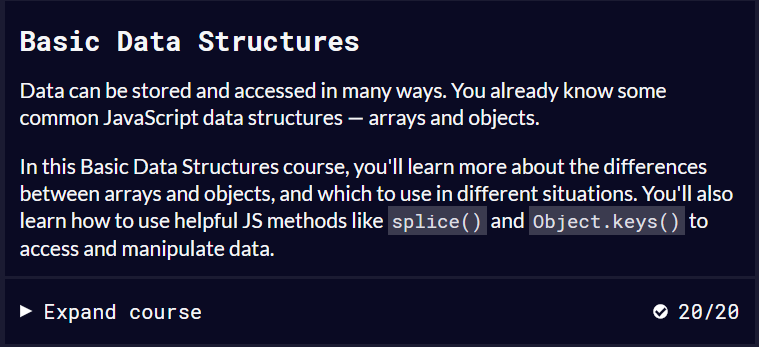 Basic Data Structures
Data can be stored and accessed in many ways. You already know some
common JavaScript data structures — arrays and objects.
In this Basic Data Structures course, you'll learn more about the differences
between arrays and objects, and which to use in different situations. You'll also
learn how to use helpful JS methods like splice() and Object.keys() to
access and manipulate data.
Expand course 20/20